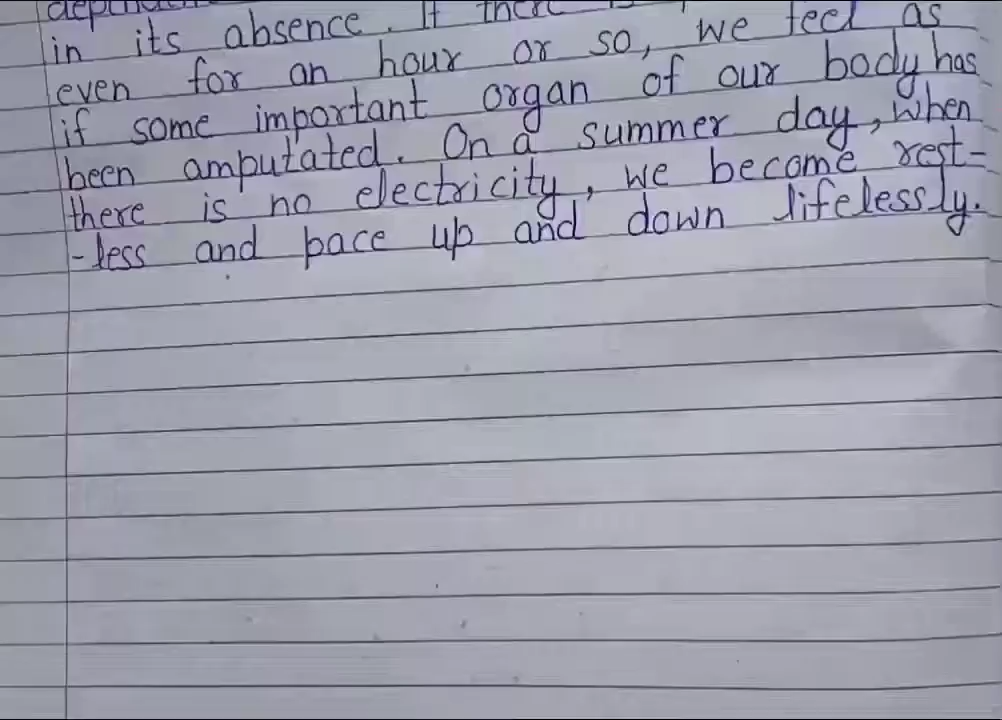 in its absence. If there
even for an hour or so, we feel as
if some important organ of our body has
been amputated. On a summer day, when
there is no electricity, we become rest-
-less and pace up and down lifelessly.